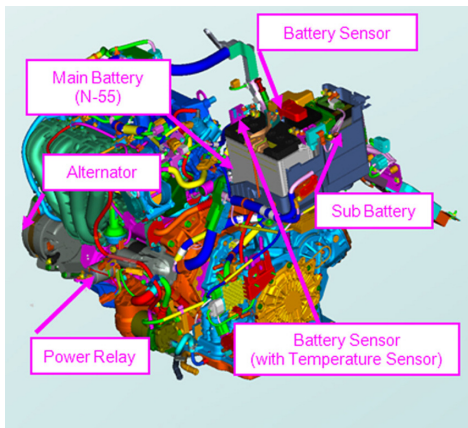 Battery Sensor
Main Battery
(N-55)
Alternator
Sub Battery
Power Relay
Battery Sensor
(with Temperature Sensor)